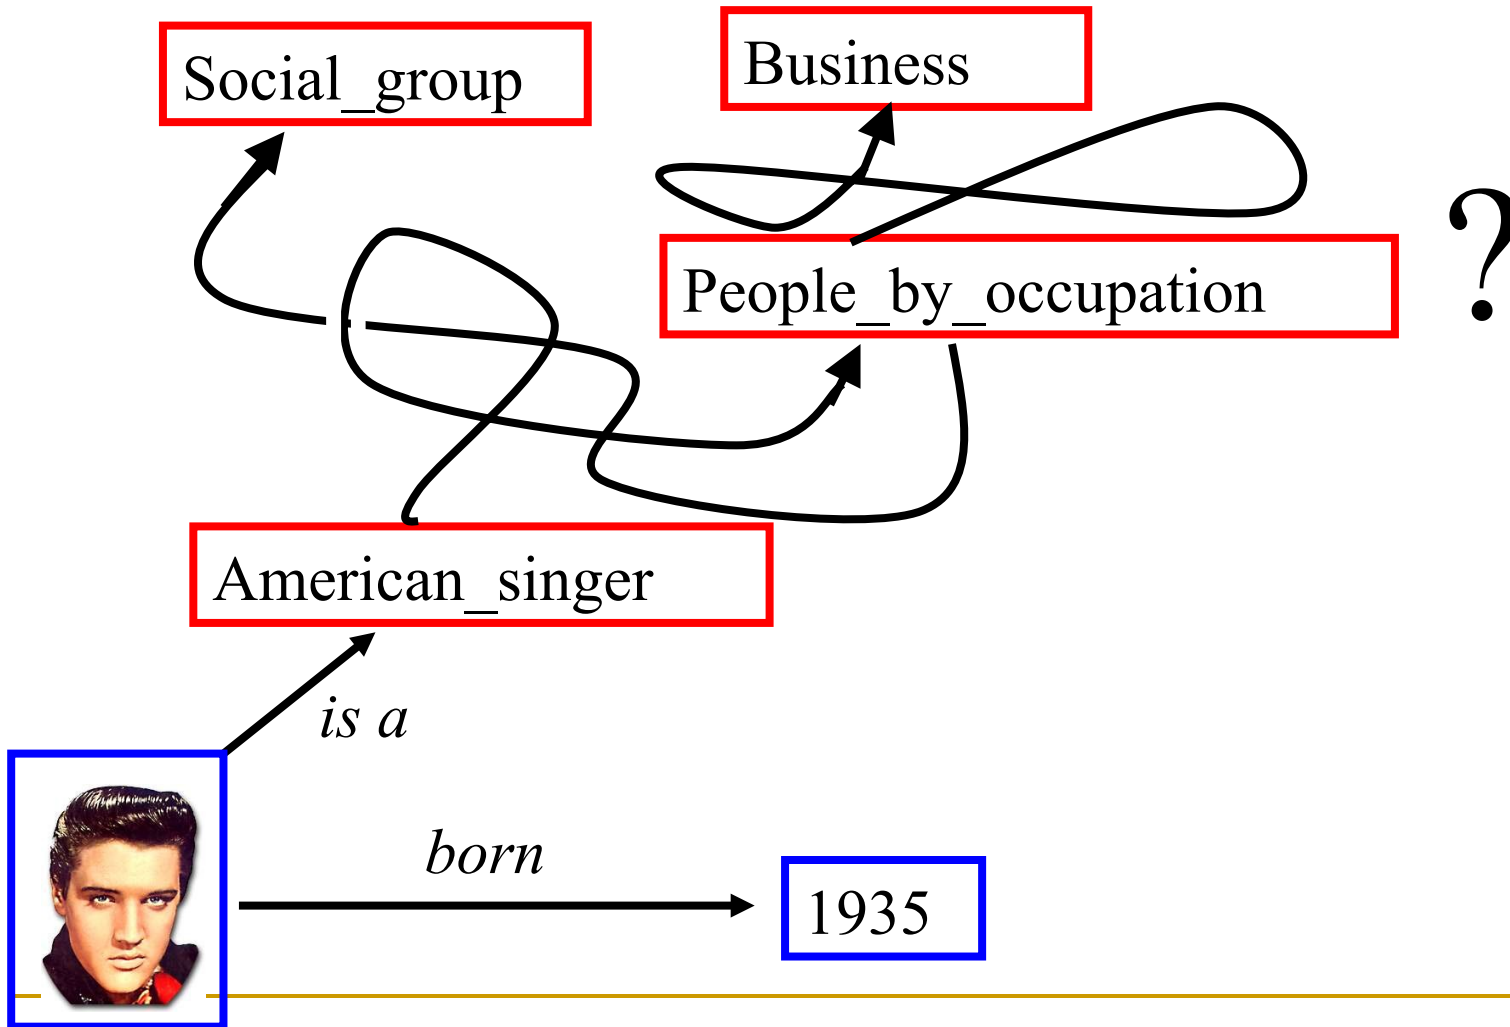 Social_group
Business
People_by_occupation
?
American_singer
is a
born
1935